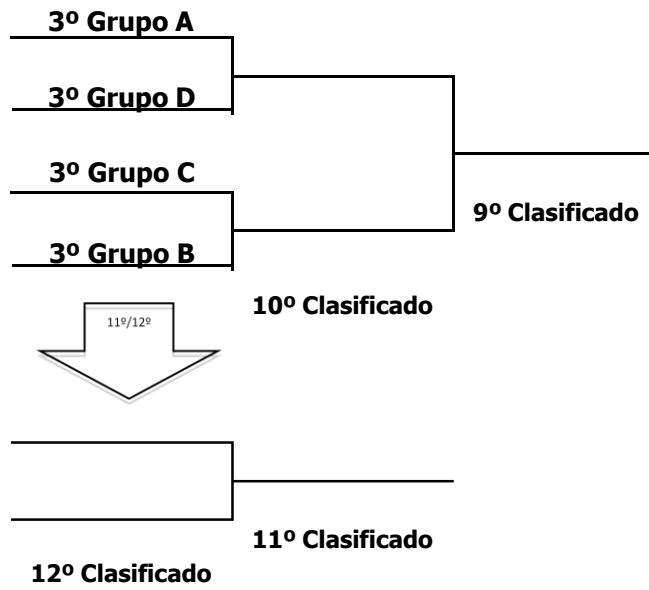 3º Grupo A
3º Grupo D
3º Grupo C
9º Clasificado
3º Grupo B
10º Clasificado
11º/12º
11º Clasificado
12º Clasificado